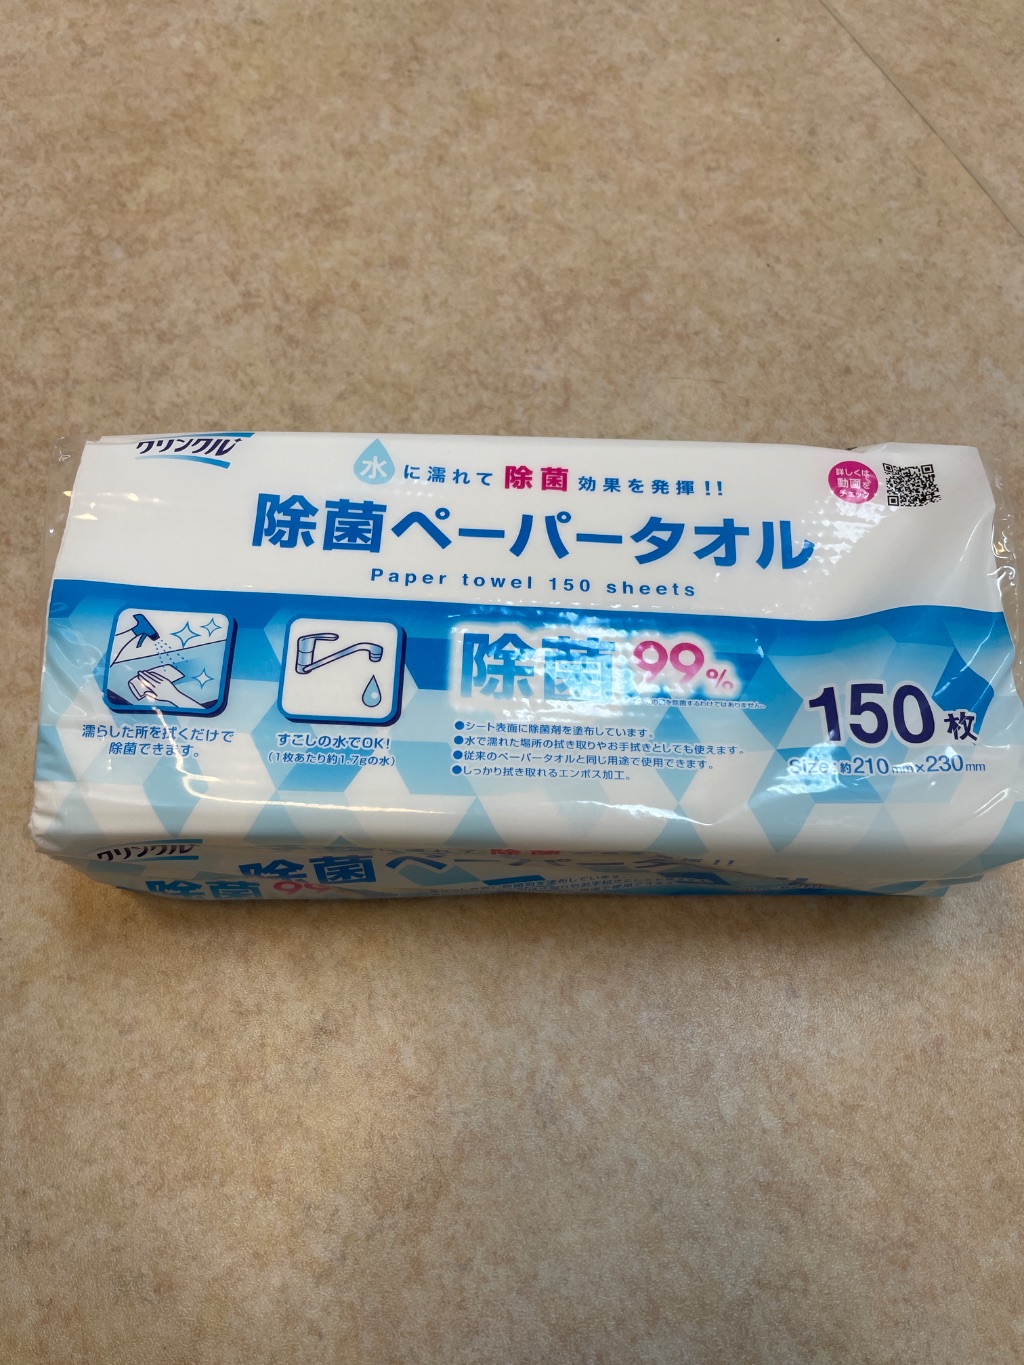 クリンクル
水に濡れて除菌効果を発揮!!
詳しくは
動画を
チェック
除菌ペーパータオル
Paper towel 150 sheets
濡らした所を拭くだけで
除菌できます。
すこしの水でOK!
(1枚あたり約1.7gの水)
除菌 99%
●シート表面に除菌剤を塗布しています。
●水で濡れた場所の拭き取りやお手拭きとしても使えます。
●従来のペーパータオルと同じ用途で使用できます。
●しっかり拭き取れるエンボス加工。
150枚
Size:約210mm×230mm
クリンクル
除菌
除菌ペーパータ
!!
除菌 99